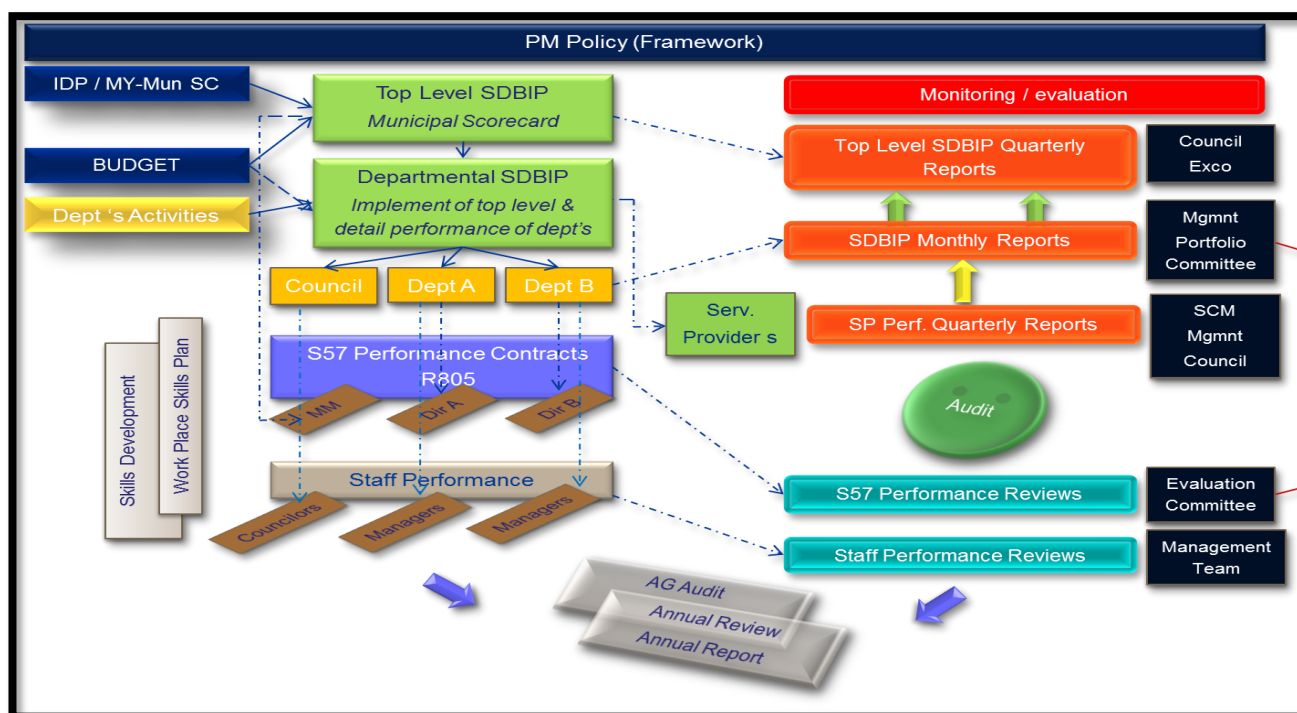 PM Policy (Framework)
IDP / MY-Mun SC
BUDGET
Dept 's Activities
Top Level SDBIP
Municipal Scorecard
Departmental SDBIP
Implement of top level &
detail performance of dept's
Council
Dept A
Dept B
Serv.
Provider s
S57 Performance Contracts
R805
MM
Dir A
Dir B
Staff Performance
Councilors
Managers
Managers
Skills Development
Work Place Skills Plan
Monitoring / evaluation
Top Level SDBIP Quarterly
Reports
Council
Exco
SDBIP Monthly Reports
Mgmnt
Portfolio
Committee
SP Perf. Quarterly Reports
SCM
Mgmnt
Council
Audit
S57 Performance Reviews
Evaluation
Committee
Staff Performance Reviews
Management
Team
AG Audit
Annual Review
Annual Report